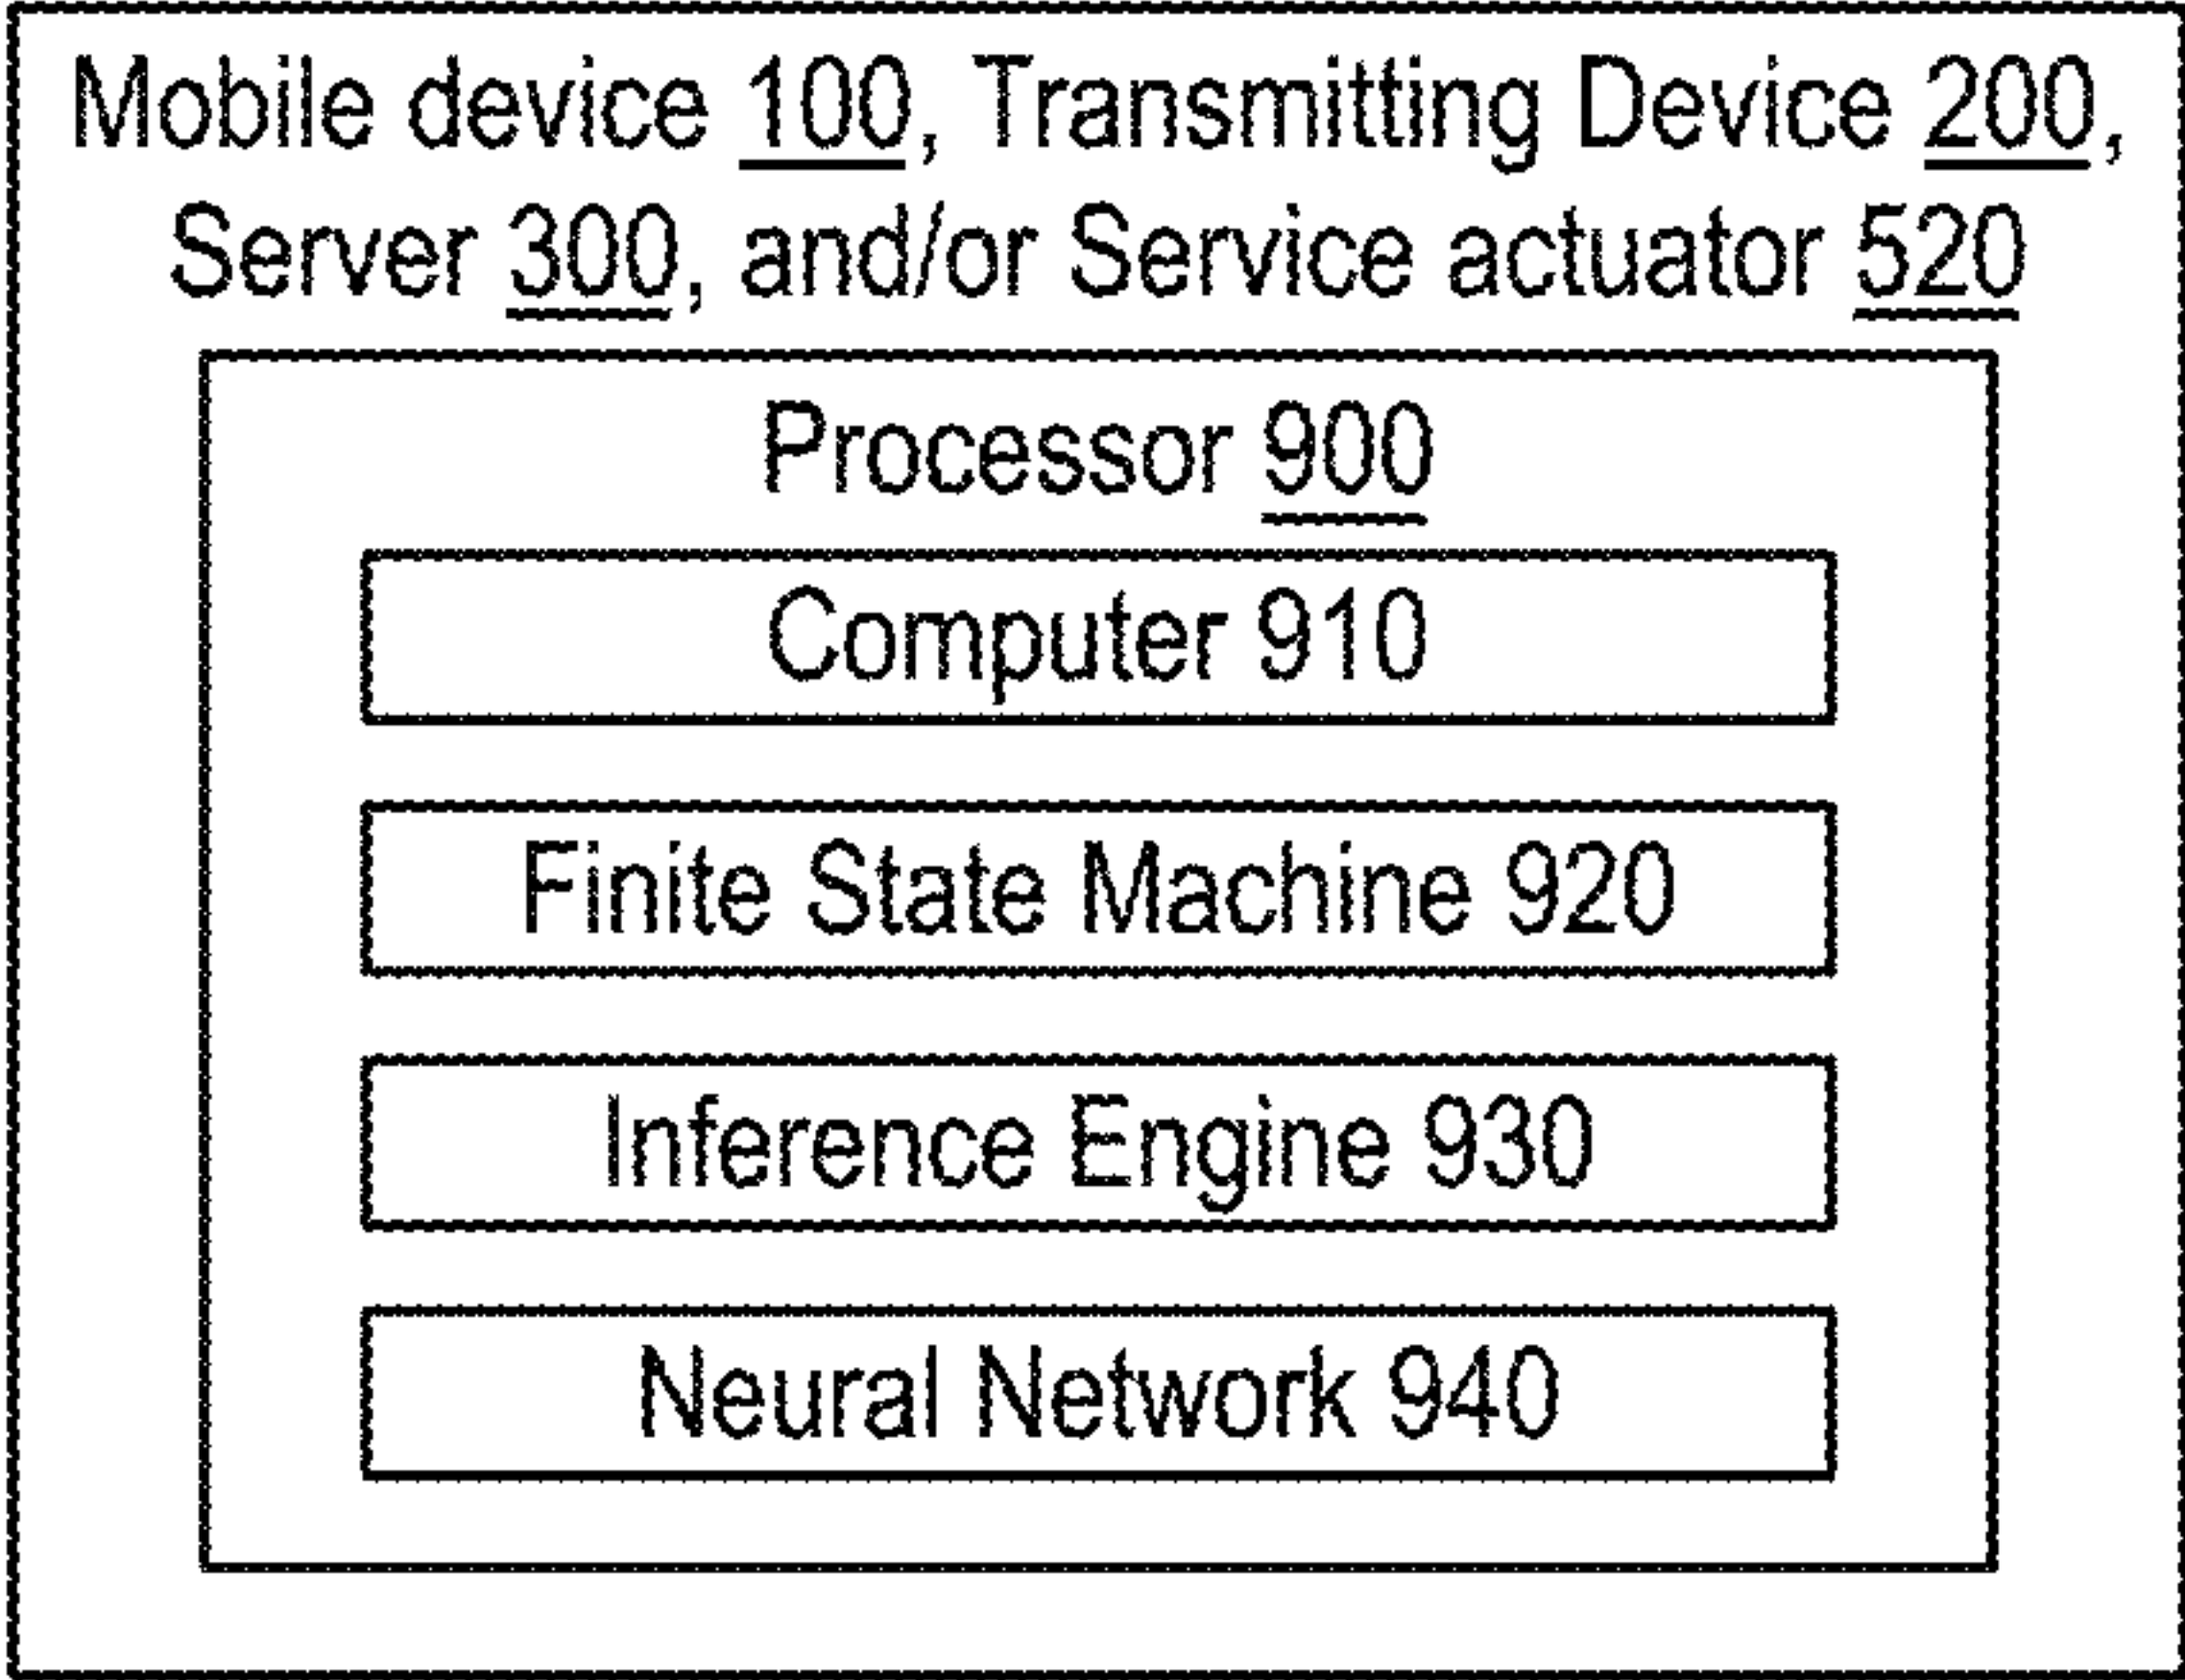 Mobile device 100, Transmitting Device 200,
Server 300, and/or Service actuator 520
Processor 900
Computer 910
Finite State Machine 920
Inference Engine 930
Neural Network 940